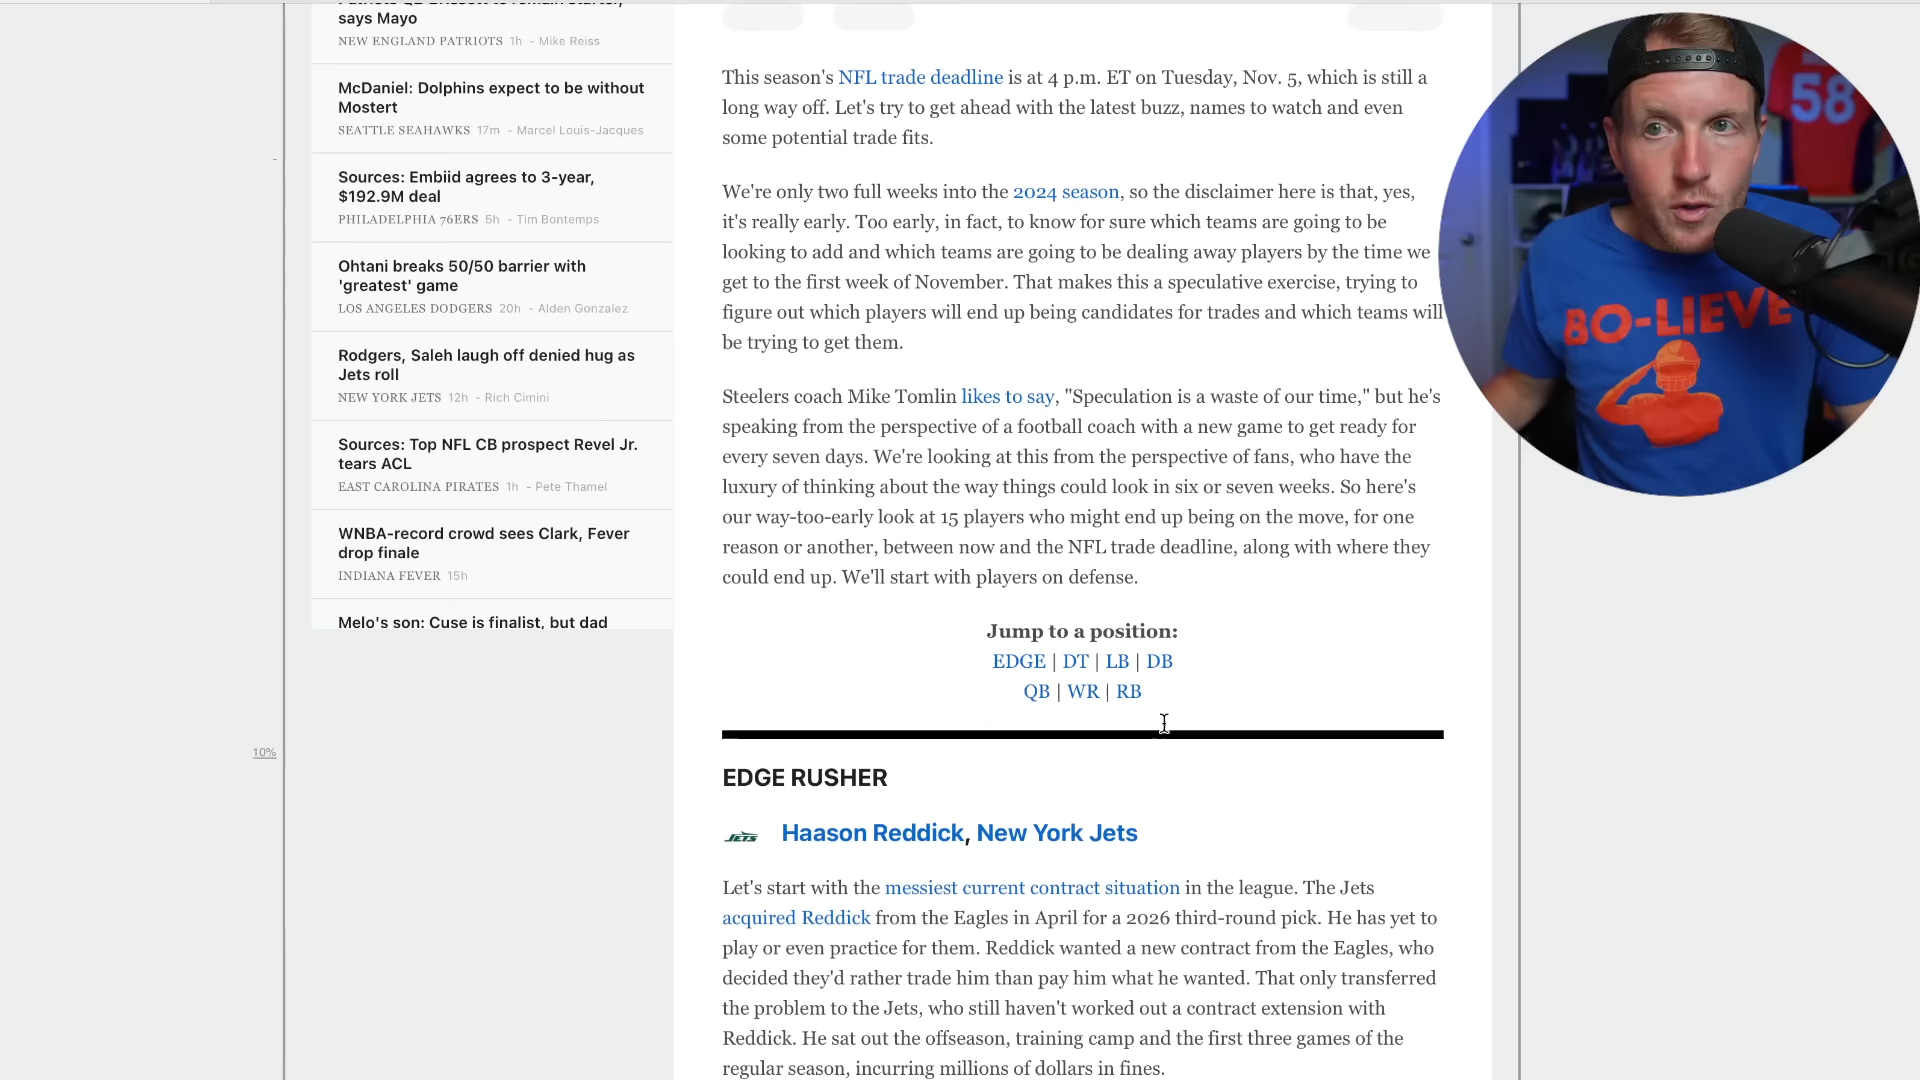 says Mayo
NEW ENGLAND PATRIOTS 1h - Mike Reiss
McDaniel: Dolphins expect to be without
Mostert
SEATTLE SEAHAWKS 17m - Marcel Louis-Jacques
Sources: Embiid agrees to 3-year,
$192.9M deal
PHILADELPHIA 76ERS 5h - Tim Bontemps
Ohtani breaks 50/50 barrier with
'greatest' game
LOS ANGELES DODGERS 20h - Alden Gonzalez
Rodgers, Saleh laugh off denied hug as
Jets roll
NEW YORK JETS 12h - Rich Cimini
Sources: Top NFL CB prospect Revel Jr.
tears ACL
EAST CAROLINA PIRATES 1h - Pete Thamel
WNBA-record crowd sees Clark, Fever
drop finale
INDIANA FEVER 15h
Melo's son: Cuse is finalist, but dad
10%
This season's NFL trade deadline is at 4 p.m. ET on Tuesday, Nov. 5, which is still a
long way off. Let's try to get ahead with the latest buzz, names to watch and even
some potential trade fits.
We're only two full weeks into the 2024 season, so the disclaimer here is that, yes,
it's really early. Too early, in fact, to know for sure which teams are going to be
looking to add and which teams are going to be dealing away players by the time we
get to the first week of November. That makes this a speculative exercise, trying to
figure out which players will end up being candidates for trades and which teams will
be trying to get them.
Steelers coach Mike Tomlin likes to say, "Speculation is a waste of our time," but he's
speaking from the perspective of a football coach with a new game to get ready for
every seven days. We're looking at this from the perspective of fans, who have the
luxury of thinking about the way things could look in six or seven weeks. So here's
our way-too-early look at 15 players who might end up being on the move, for one
reason or another, between now and the NFL trade deadline, along with where they
could end up. We'll start with players on defense.
Jump to a position:
EDGE | DT | LB | DB
QB | WR | RB
EDGE RUSHER
JETS
Haason Reddick, New York Jets
Let's start with the messiest current contract situation in the league. The Jets
acquired Reddick from the Eagles in April for a 2026 third-round pick. He has yet to
play or even practice for them. Reddick wanted a new contract from the Eagles, who
decided they'd rather trade him than pay him what he wanted. That only transferred
the problem to the Jets, who still haven't worked out a contract extension with
Reddick. He sat out the offseason, training camp and the first three games of the
regular season, incurring millions of dollars in fines.
58
BO-LIEVE